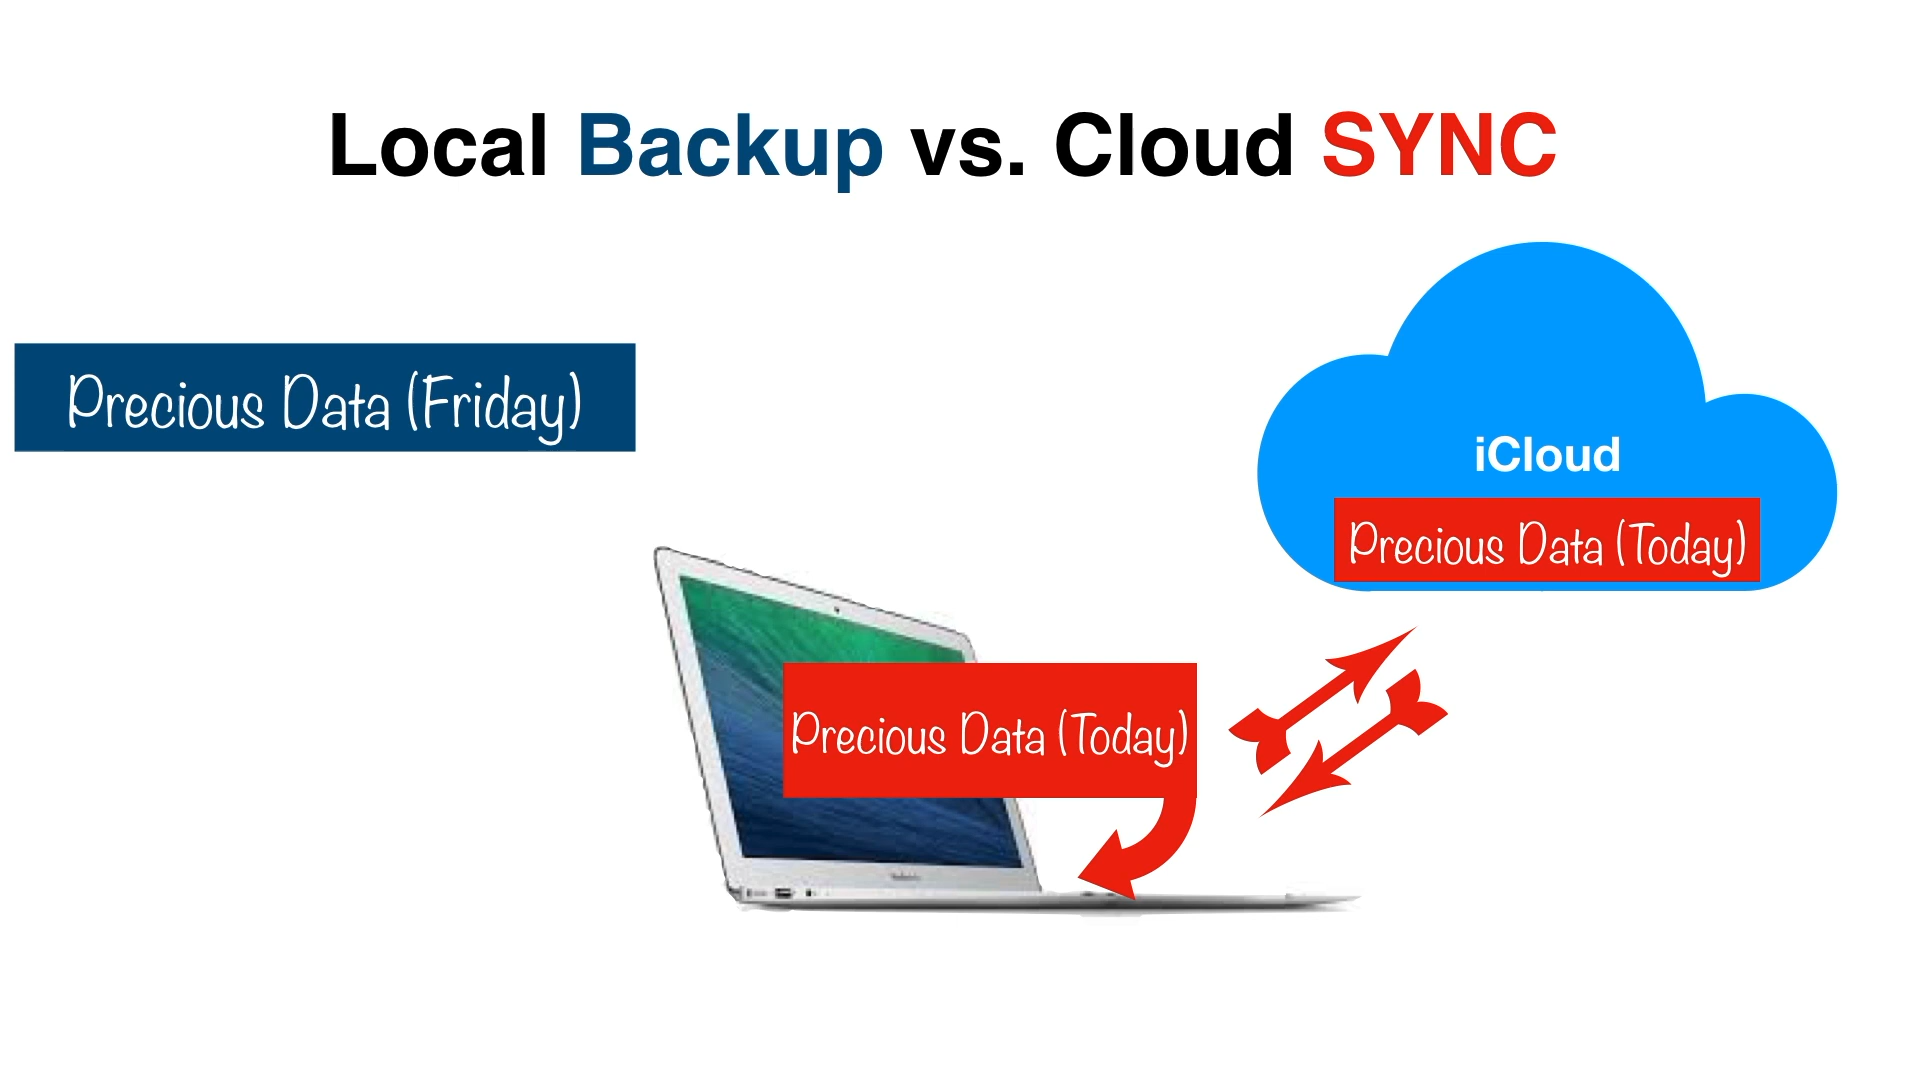 Local Backup vs. Cloud SYNC
Precious Data (Friday)
iCloud
Precious Data (Today)
Precious Data (Today)